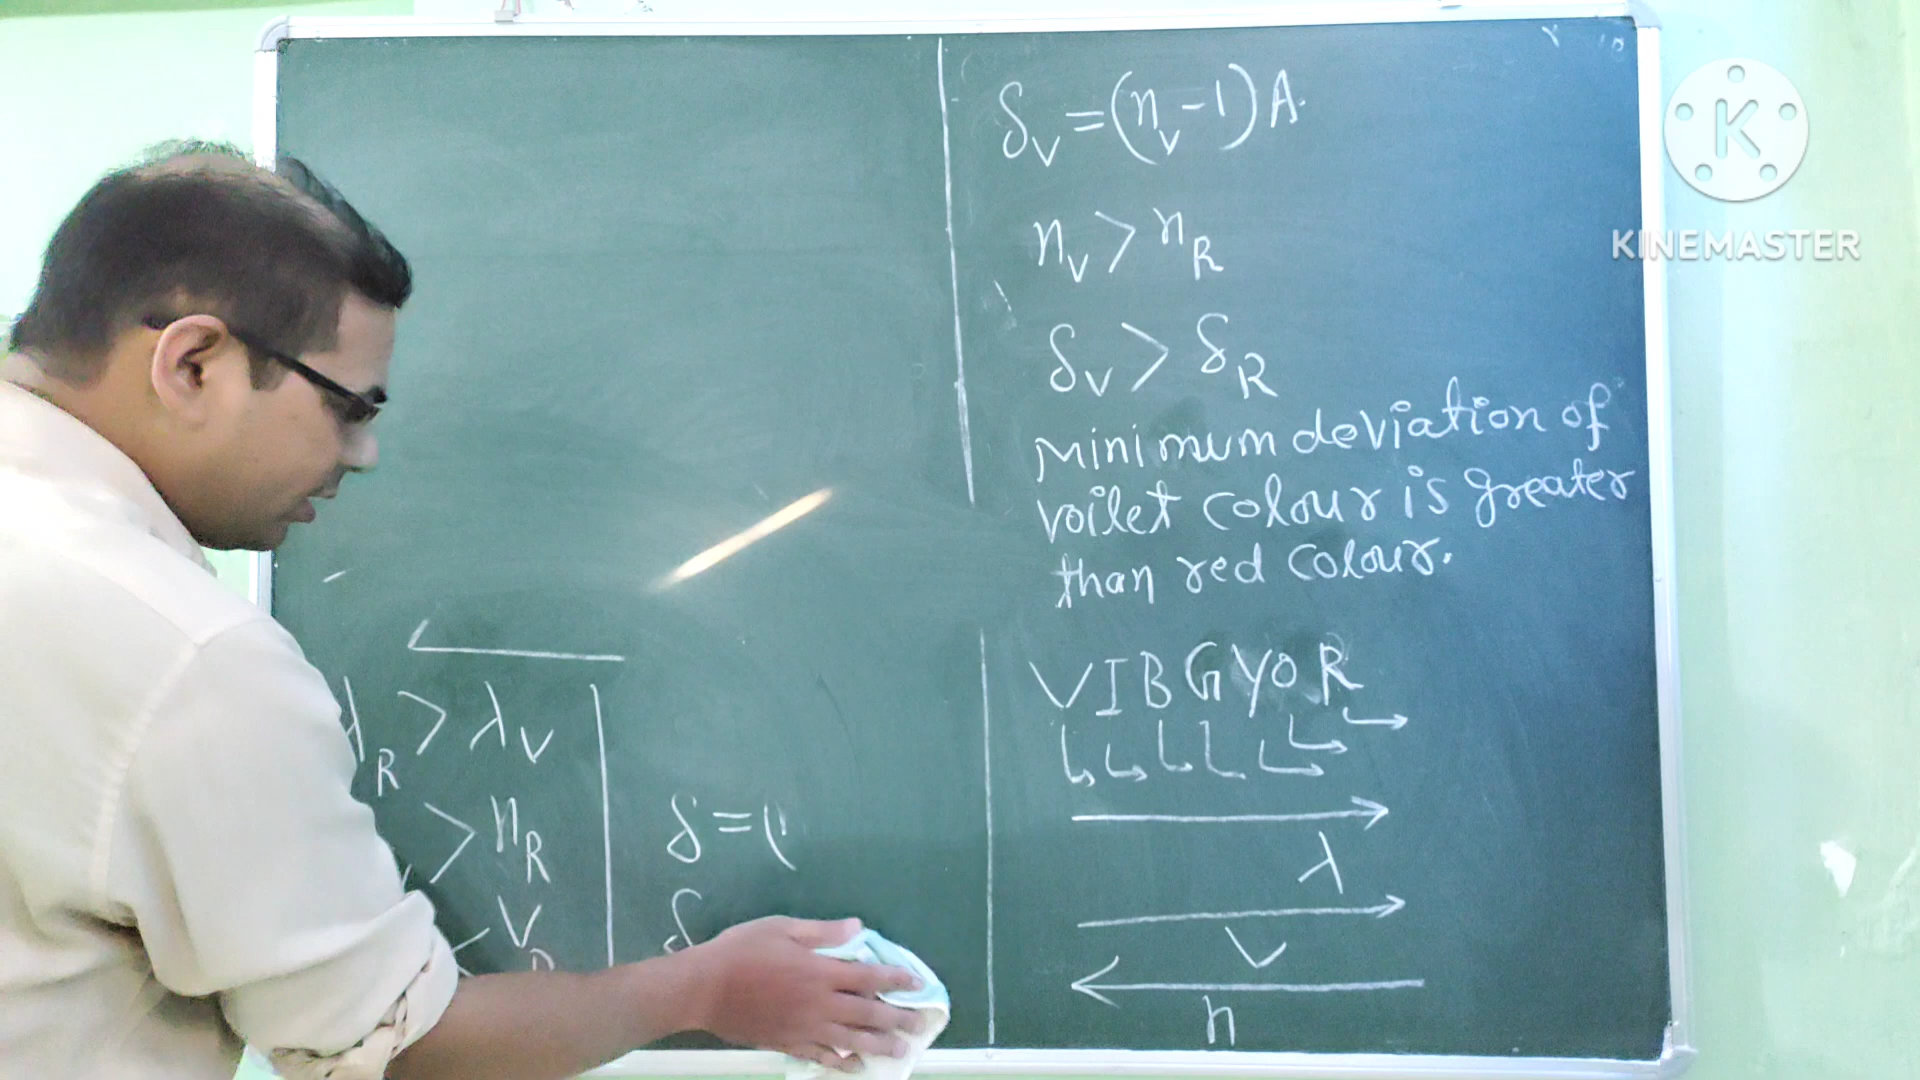 δ_V = (n_V - 1) A.
n_V > n_R
δ_V > δ_R
Minimum deviation of
voilet colour is greater
than red colour.
VIBGYOR
λ
V
n
λ_R > λ_V
> n_R
< V_R
δ = (
δ
K
KINEMASTER